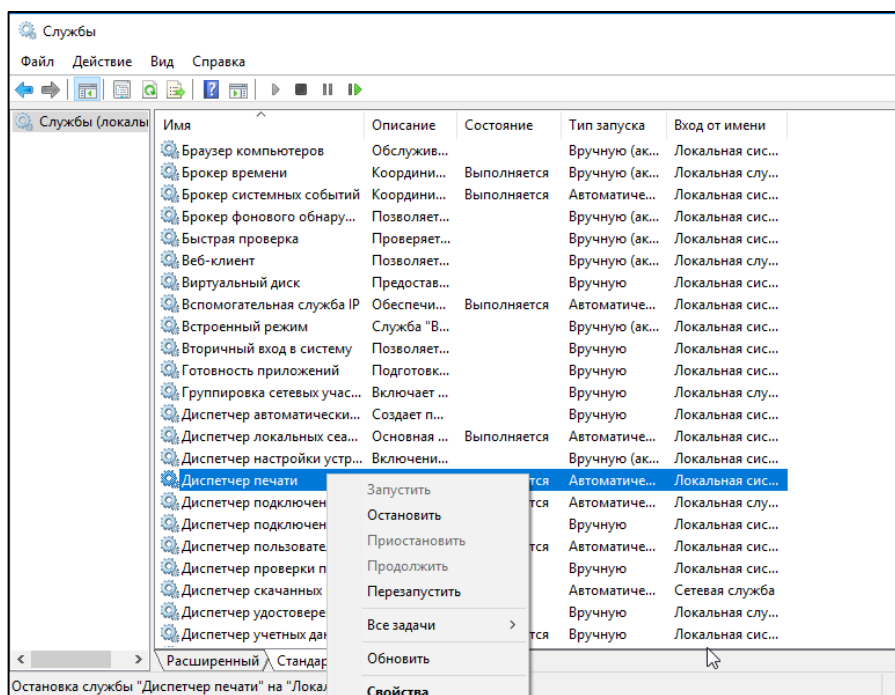 Службы
Файл Действие Вид Справка
Службы (локалы
Имя Описание Состояние Тип запуска Вход от имени
Браузер компьютеров Обслужив... Вручную (ак... Локальная сис...
Брокер времени Координи... Выполняется Вручную (ак... Локальная слу...
Брокер системных событий Координи... Выполняется Автоматиче... Локальная сис...
Брокер фонового обнару... Позволяет... Вручную (ак... Локальная сис...
Быстрая проверка Проверяет... Вручную (ак... Локальная сис...
Веб-клиент Позволяет... Вручную (ак... Локальная слу...
Виртуальный диск Предостав... Вручную Локальная сис...
Вспомогательная служба IP Обеспечи... Выполняется Автоматиче... Локальная сис...
Встроенный режим Служба "В... Вручную (ак... Локальная сис...
Вторичный вход в систему Позволяет... Вручную Локальная сис...
Готовность приложений Подготовк... Вручную Локальная сис...
Группировка сетевых учас... Включает ... Вручную Локальная слу...
Диспетчер автоматически... Создает п... Вручную Локальная сис...
Диспетчер локальных сеа... Основная ... Выполняется Автоматиче... Локальная сис...
Диспетчер настройки устр... Включени... Вручную (ак... Локальная сис...
Диспетчер печати тся Автоматиче... Локальная сис...
Диспетчер подключен тся Автоматиче... Локальная слу...
Диспетчер подключен Вручную Локальная сис...
Диспетчер пользовате. тся Автоматиче... Локальная сис...
Диспетчер проверки п Вручную Локальная сис...
Диспетчер скачанных Автоматиче... Сетевая служба
Диспетчер удостовере Вручную Локальная слу...
Диспетчер учетных дан тся Вручную Локальная сис...
Запустить
Остановить
Приостановить
Продолжить
Перезапустить
Все задачи
Обновить
Свойства
Расширенный Стандар
Остановка службы "Диспетчер печати" на "Локал